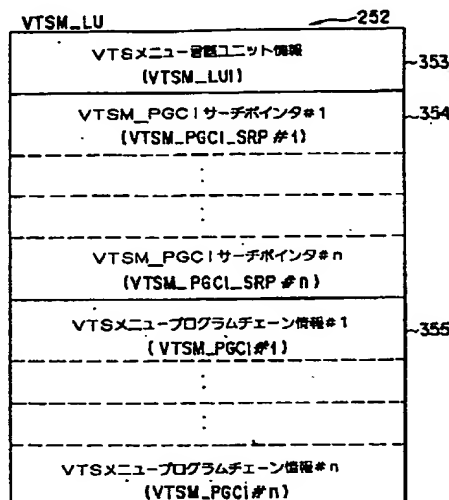 VTSM_LU
252
VTSメニュー言語ユニット情報
(VTSM_LUI)
353
VTSM_PGCIサーチポインタ#1
(VTSM_PGCI_SRP #1)
354
VTSM_PGCIサーチポインタ#n
(VTSM_PGCI_SRP #n)
VTSメニュープログラムチェーン情報#1
(VTSM_PGCI#1)
355
VTSメニュープログラムチェーン情報#n
(VTSM_PGCI#n)